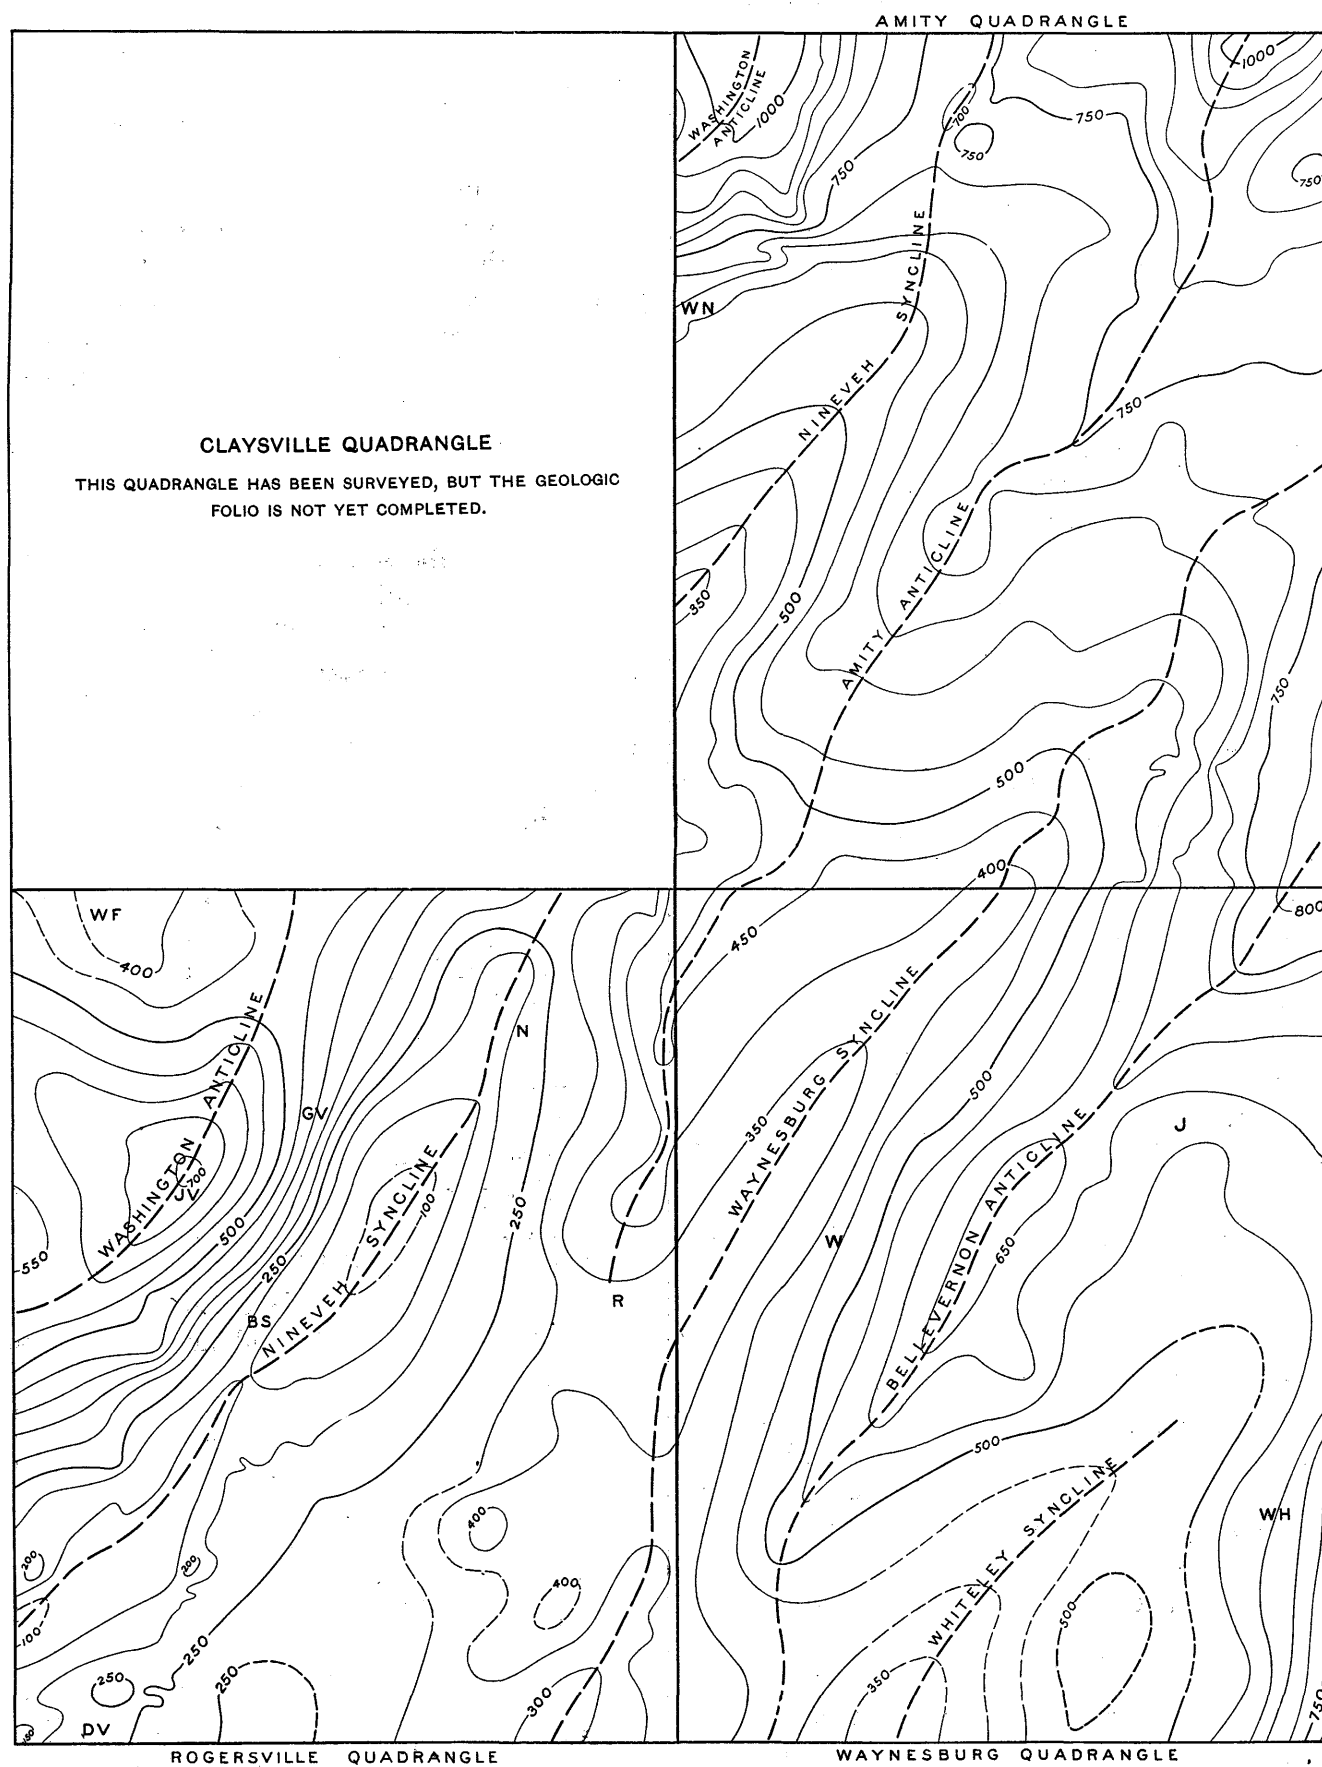 AMITY QUADRANGLE
WASHINGTON
ANTICLINE
1000
750
700
750
750
1000
750
WN
NINEVEH SYNCLINE
750
CLAYSVILLE QUADRANGLE
THIS QUADRANGLE HAS BEEN SURVEYED, BUT THE GEOLOGIC
FOLIO IS NOT YET COMPLETED.
350
500
AMITY ANTICLINE
750
500
400
WF
400
450
800
WASHINGTON ANTICLINE
N
GV
700
500
550
250
100
250
BS
NINEVEH SYNCLINE
R
WAYNESBURG SYNCLINE
350
500
J
W
BELLEVERNON ANTICLINE
650
500
WHITELEY SYNCLINE
WH
400
400
200
200
100
250
250
250
300
100
DV
500
350
750
ROGERSVILLE QUADRANGLE
WAYNESBURG QUADRANGLE